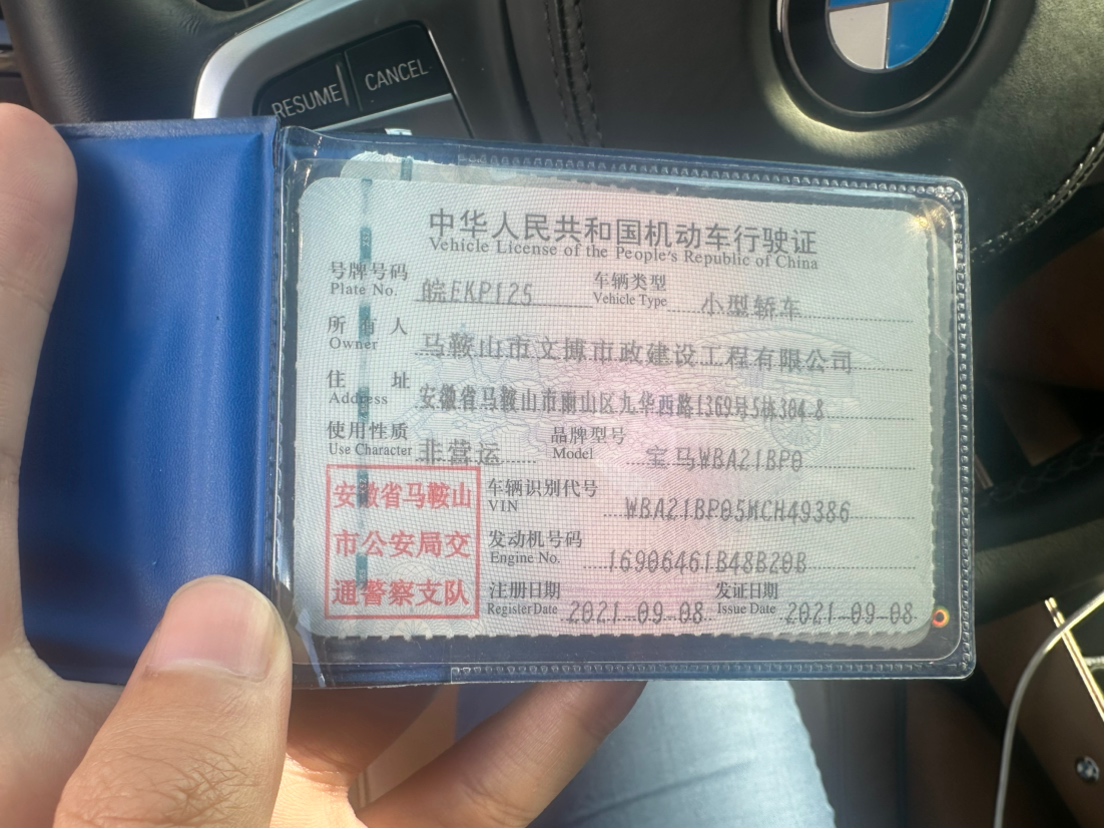 RESUME CANCEL
中华人民共和国机动车行驶证
Vehicle License of the People's Republic of China
号牌号码 皖EKP125 车辆类型 小型轿车
Plate No. Vehicle Type
所有人 马鞍山市文博市政建设工程有限公司
Owner
住址 安徽省马鞍山市雨山区九华西路1369号5栋304-8
Address
使用性质 非营运 品牌型号 宝马WBA21BP0
Use Character Model
安徽省马鞍山
市公安局交
通警察支队
车辆识别代号 WBA21BP05MCH49386
VIN
发动机号码 16906461B48B20B
Engine No.
注册日期 2021-09-08 发证日期 2021-09-08
Register Date Issue Date